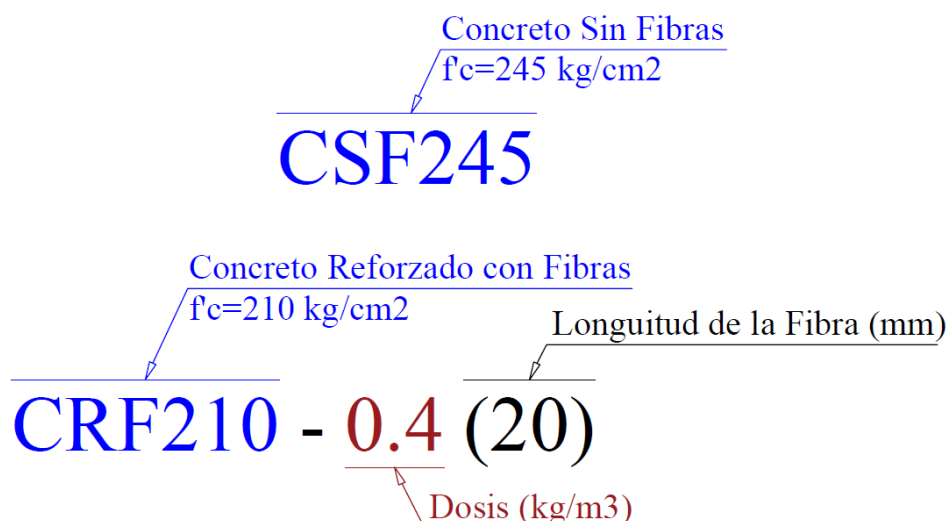 Concreto Sin Fibras
f'c=245 kg/cm2
CSF245
Concreto Reforzado con Fibras
f'c=210 kg/cm2
Longuitud de la Fibra (mm)
CRF210 - 0.4 (20)
Dosis (kg/m3)